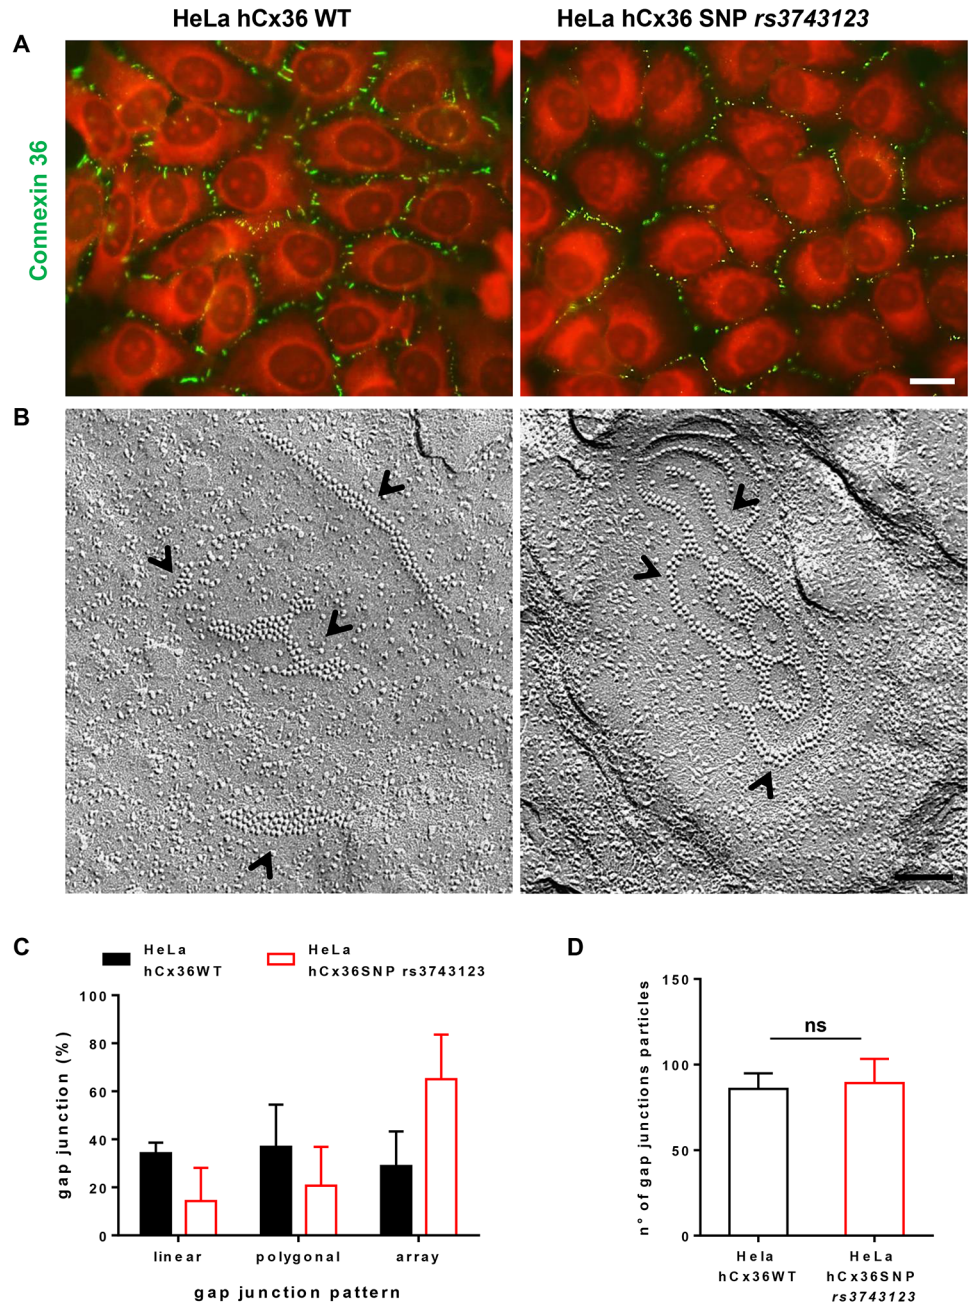 HeLa hCx36 WT
HeLa hCx36 SNP rs3743123
A
Connexin 36
B
C
HeLa
hCx36WT
HeLa
hCx36SNP rs3743123
gap junction (%)
100
80
60
40
20
0
linear
polygonal
array
gap junction pattern
D
n° of gap junctions particles
150
100
50
0
ns
Hela
hCx36WT
HeLa
hCx36SNP
rs3743123